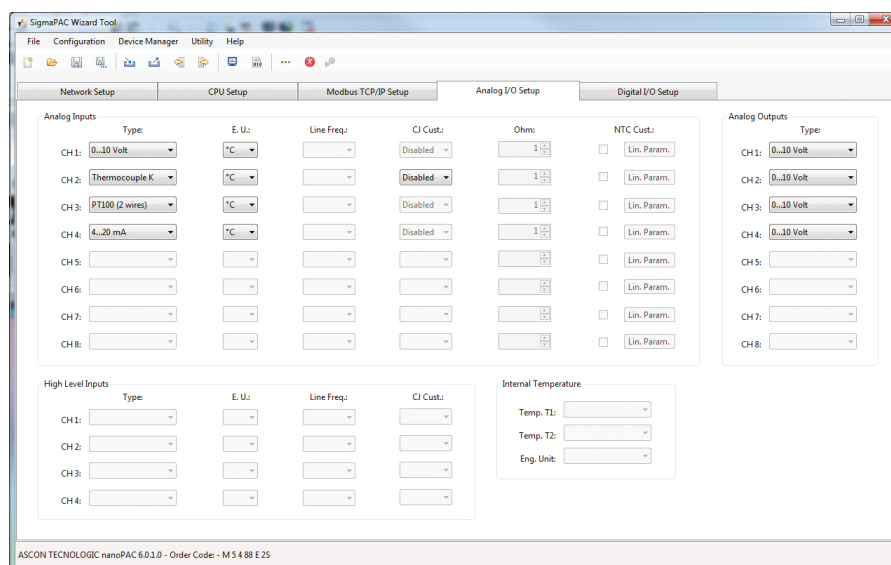 SigmaPAC Wizard Tool
File Configuration Device Manager Utility Help
Network Setup CPU Setup Modbus TCP/IP Setup Analog I/O Setup Digital I/O Setup
Analog Inputs Analog Outputs
Type: E. U.: Line Freq.: CJ Cust.: Ohm: NTC Cust.: Type:
CH 1: 0...10 Volt °C Disabled 1 Lin. Param. CH 1: 0...10 Volt
CH 2: Thermocouple K °C Disabled 1 Lin. Param. CH 2: 0...10 Volt
CH 3: PT100 (2 wires) °C Disabled 1 Lin. Param. CH 3: 0...10 Volt
CH 4: 4...20 mA °C Disabled 1 Lin. Param. CH 4: 0...10 Volt
CH 5: Lin. Param. CH 5:
CH 6: Lin. Param. CH 6:
CH 7: Lin. Param. CH 7:
CH 8: Lin. Param. CH 8:
High Level Inputs Internal Temperature
Type: E. U.: Line Freq.: CJ Cust.:
CH 1: Temp. T1:
CH 2: Temp. T2:
CH 3: Eng. Unit:
CH 4:
ASCON TECNOLOGIC nanoPAC 6.0.1.0 - Order Code: - M 5 4 88 E 2S